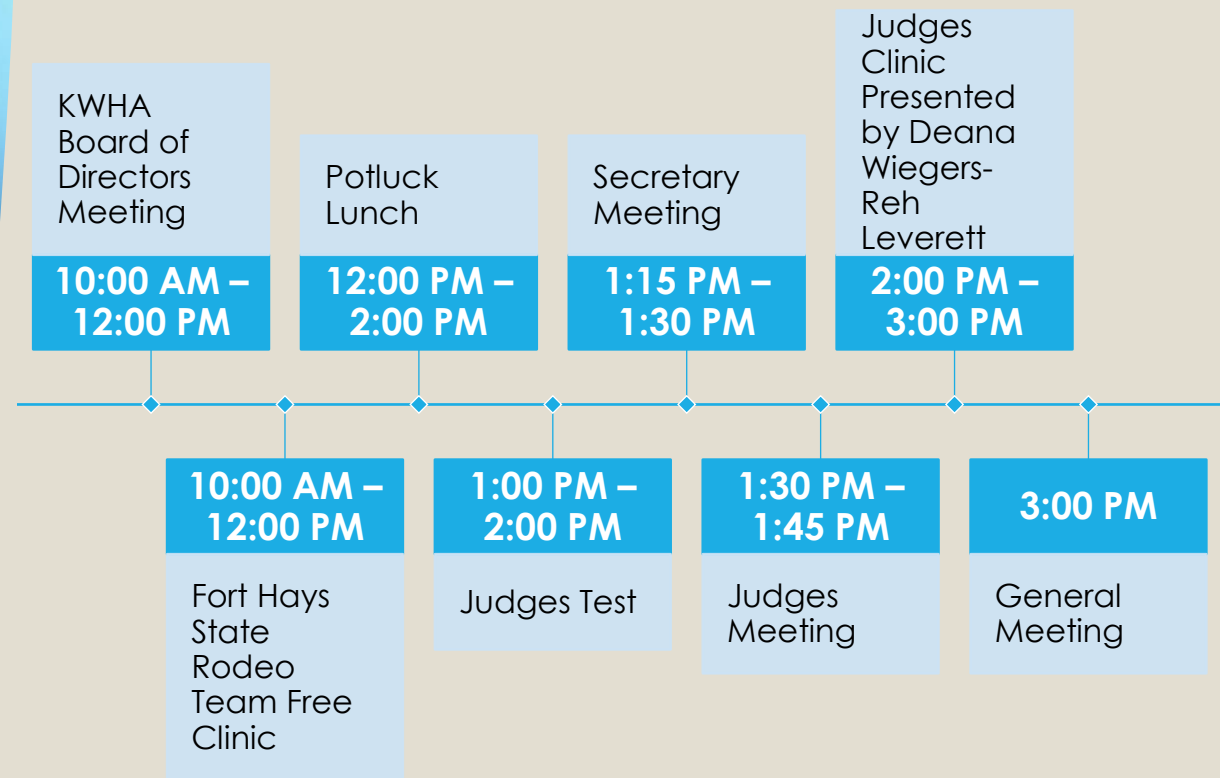 KWHA
Board of
Directors
Meeting
10:00 AM –
12:00 PM
10:00 AM –
12:00 PM
Fort Hays
State
Rodeo
Team Free
Clinic
Potluck
Lunch
12:00 PM –
2:00 PM
1:00 PM –
2:00 PM
Judges Test
Secretary
Meeting
1:15 PM –
1:30 PM
1:30 PM –
1:45 PM
Judges
Meeting
Judges
Clinic
Presented
by Deana
Wiegers-
Reh
Leverett
2:00 PM –
3:00 PM
3:00 PM
General
Meeting